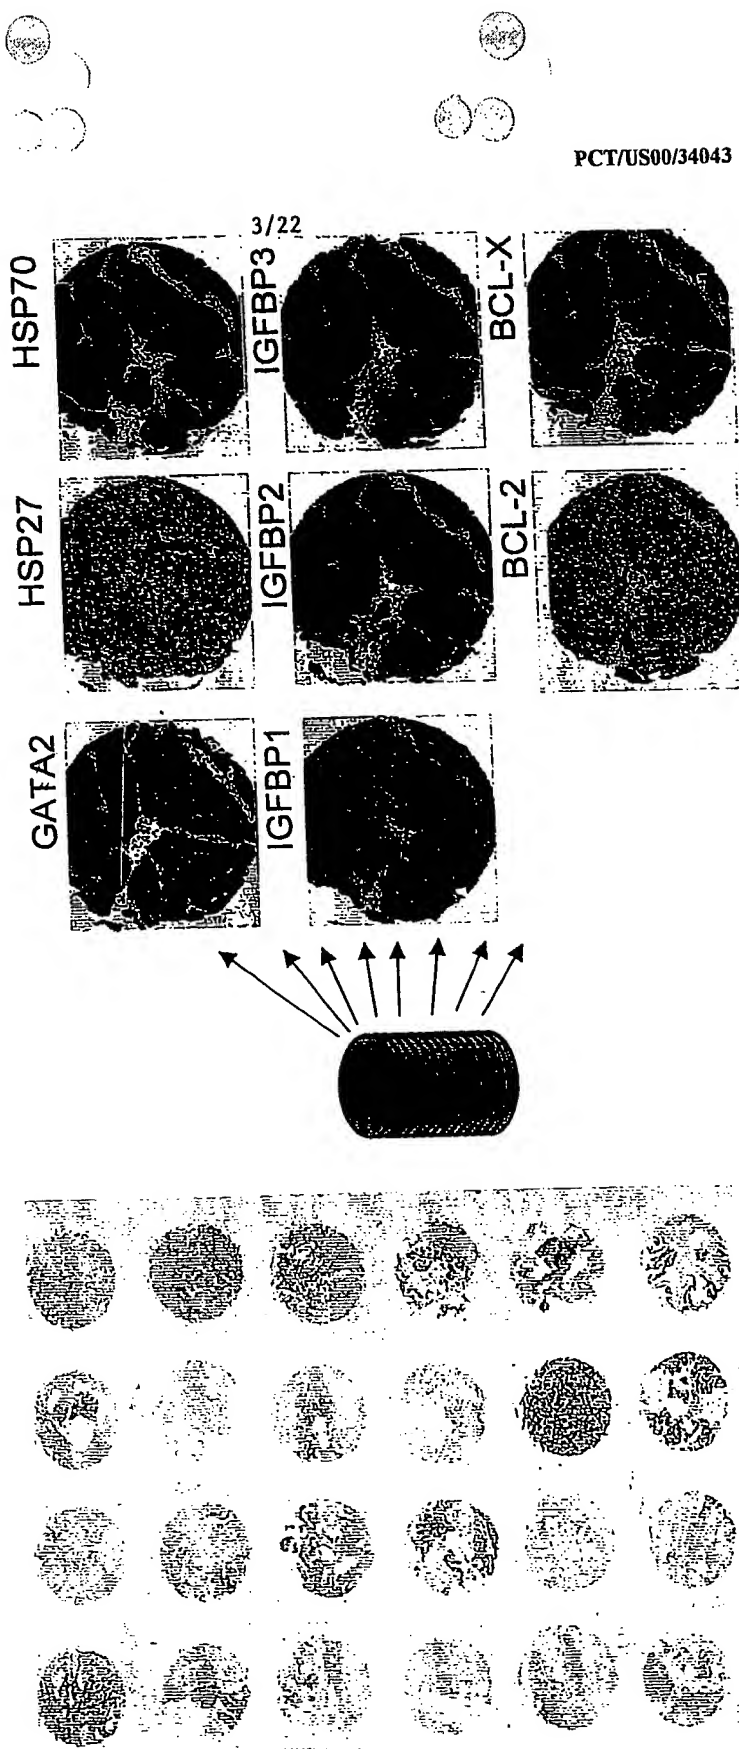 PCT/US00/34043
3/22
GATA2
HSP27
HSP70
IGFBP1
IGFBP2
IGFBP3
BCL-2
BCL-X